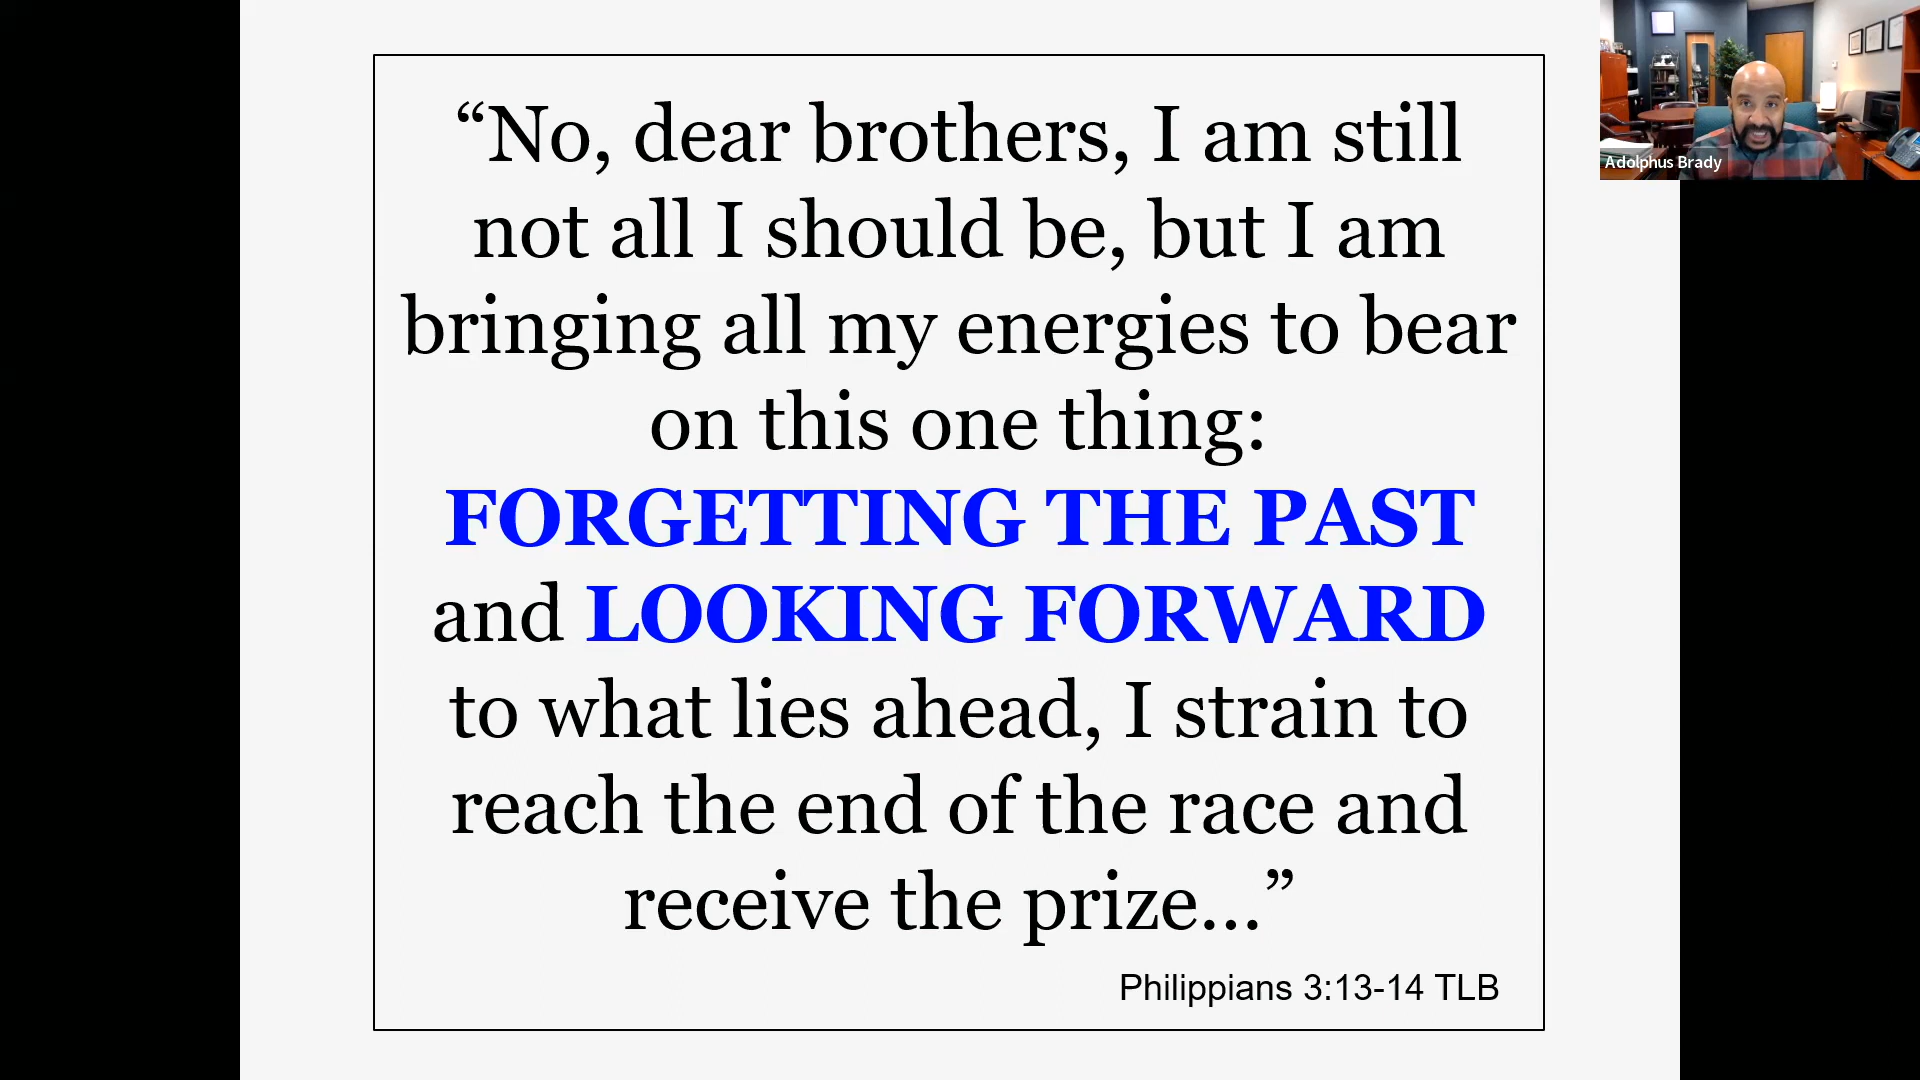 “No, dear brothers, I am still
not all I should be, but I am
bringing all my energies to bear
on this one thing:
FORGETTING THE PAST
and LOOKING FORWARD
to what lies ahead, I strain to
reach the end of the race and
receive the prize...”
Philippians 3:13-14 TLB
Adolphus Brady